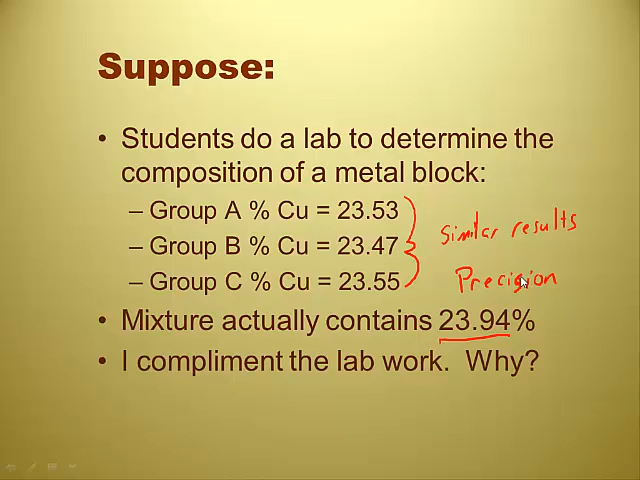 Suppose:
• Students do a lab to determine the
composition of a metal block:
– Group A % Cu = 23.53
– Group B % Cu = 23.47
– Group C % Cu = 23.55
Similar results
Precision
• Mixture actually contains 23.94%
• I compliment the lab work. Why?